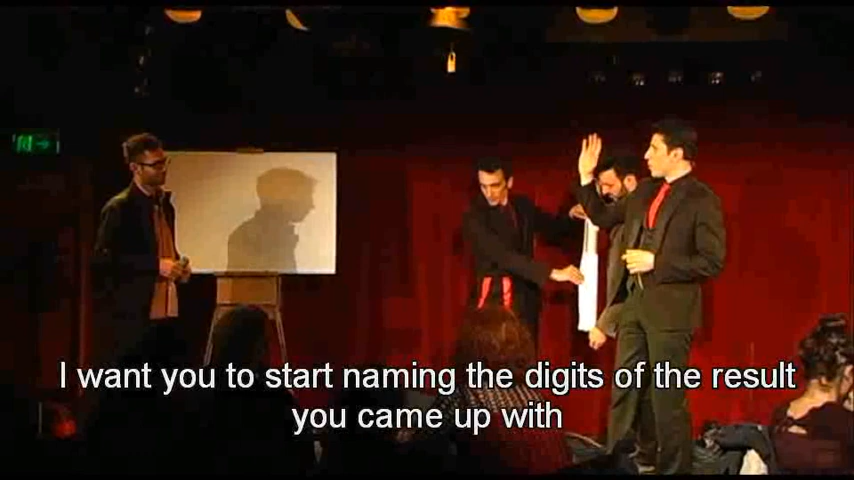 I want you to start naming the digits of the result
you came up with